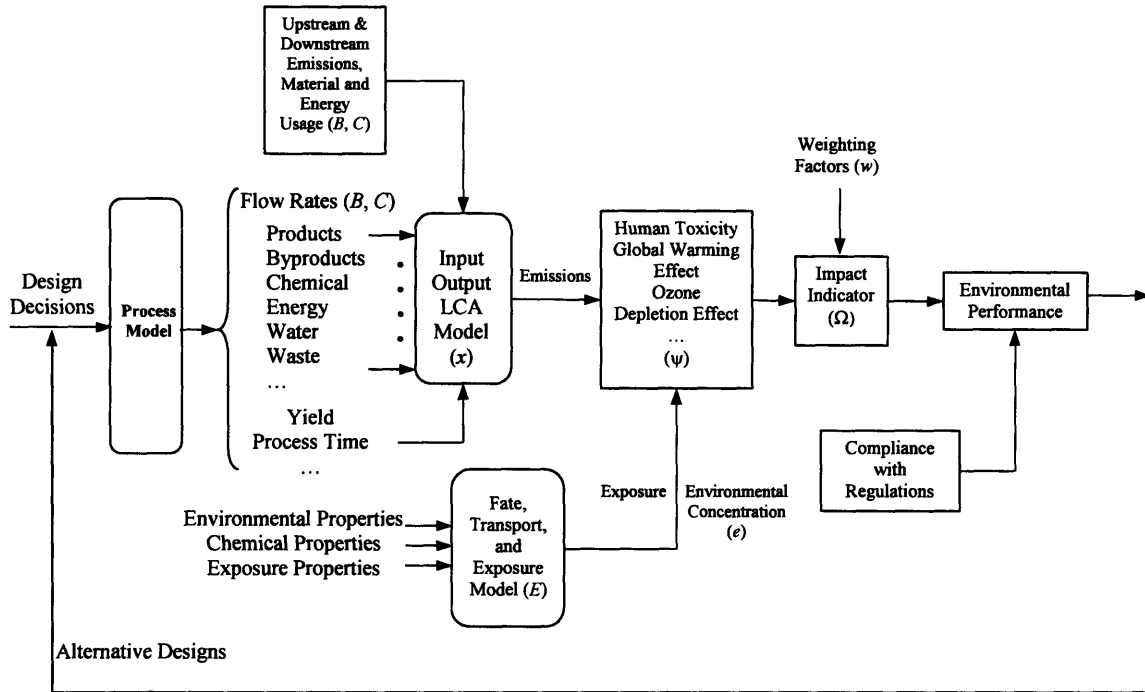 Upstream &
Downstream
Emissions,
Material and
Energy
Usage (B, C)
Weighting
Factors (w)
Flow Rates (B, C)
Products
Byproducts
Chemical
Energy
Water
Waste
...
Yield
Process Time
...
Design
Decisions
Process
Model
Input
Output
LCA
Model
(x)
Emissions
Human Toxicity
Global Warming
Effect
Ozone
Depletion Effect
...
(ψ)
Impact
Indicator
(Ω)
Environmental
Performance
Compliance
with
Regulations
Exposure
Environmental
Concentration
(e)
Environmental Properties
Chemical Properties
Exposure Properties
Fate,
Transport,
and
Exposure
Model (E)
Alternative Designs